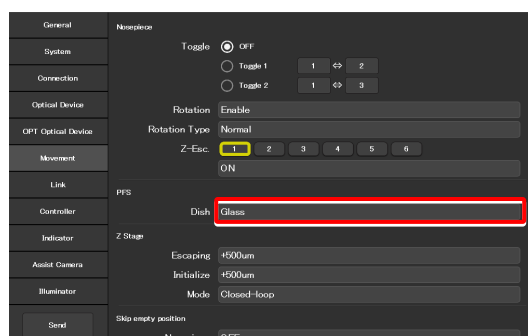 General
System
Connection
Optical Device
OPT Optical Device
Movement
Link
Controller
Indicator
Assist Camera
Illuminator
Send
Nosepiece
Toggle OFF
Toggle 1 1 ⇔ 2
Toggle 2 1 ⇔ 3
Rotation Enable
Rotation Type Normal
Z-Esc. 1 2 3 4 5 6
ON
PFS
Dish Glass
Z Stage
Escaping +500um
Initialize +500um
Mode Closed-loop
Skip empty position